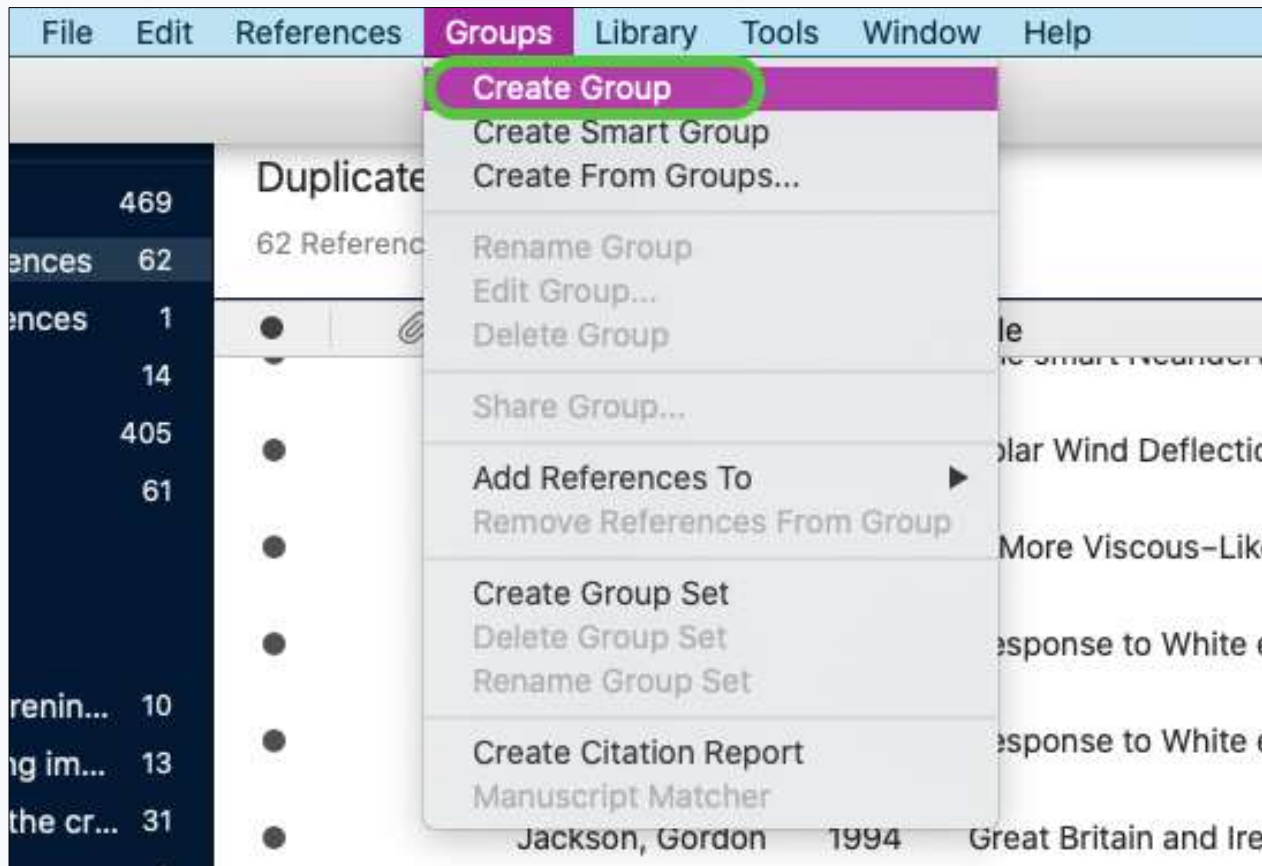 File Edit References Groups Library Tools Window Help
Create Group
Create Smart Group
Create From Groups...
Rename Group
Edit Group...
Delete Group
Share Group...
Add References To
Remove References From Group
Create Group Set
Delete Group Set
Rename Group Set
Create Citation Report
Manuscript Matcher
469
ences 62
ences 1
14
405
61
renin... 10
ng im... 13
the cr... 31
Duplicate
62 Referenc
le
Smart
lar Wind Deflectio
More Viscous-Lik
esponse to White e
esponse to White e
Jackson, Gordon 1994 Great Britain and Ire